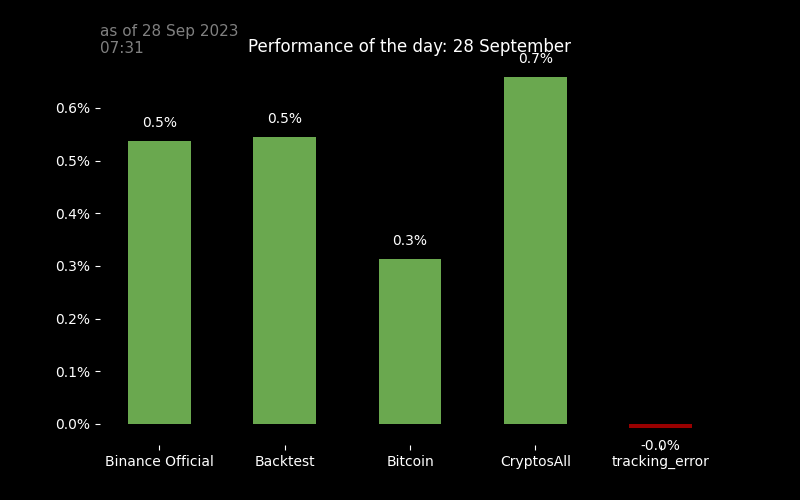 as of 28 Sep 2023
07:31
Performance of the day: 28 September
0.7%
0.6%
0.5%
0.5%
0.5%
0.4%
0.3%
0.3%
0.2%
0.1%
0.0%
-0.0%
Binance Official
Backtest
Bitcoin
CryptosAll
tracking_error